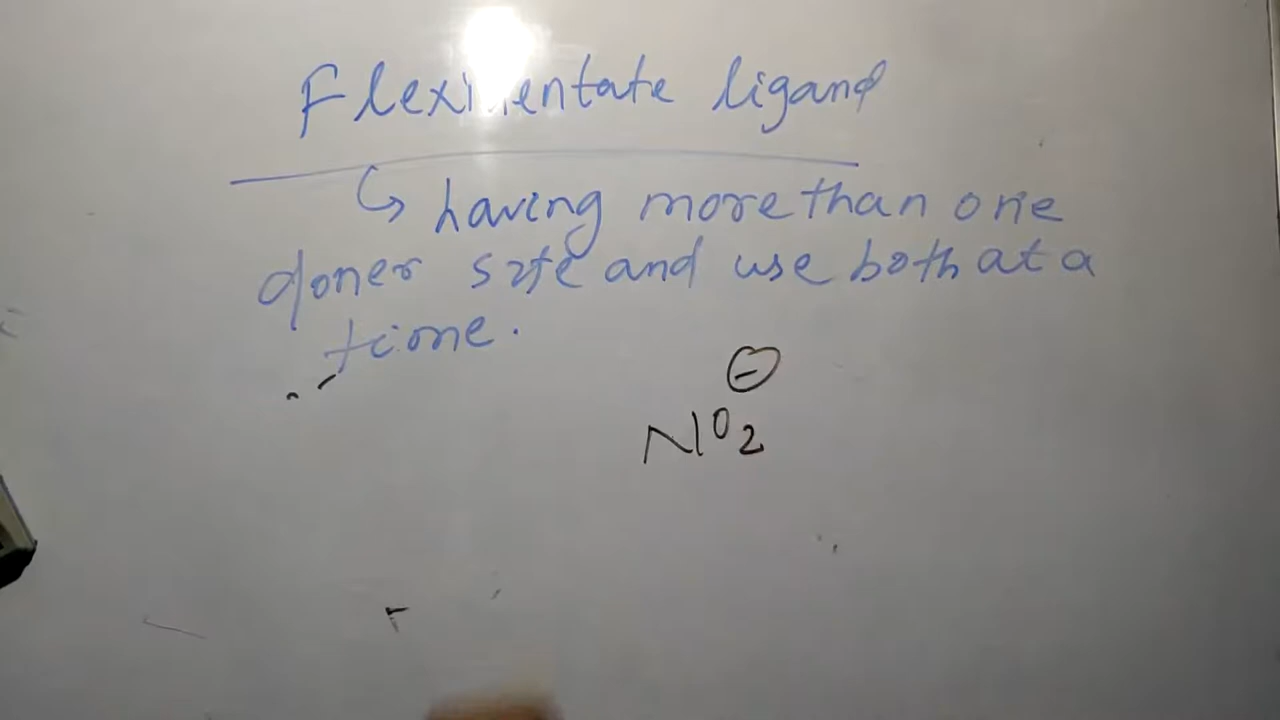 Flexidentate ligand
↳ having more than one
doner site and use both at a
time.
NO₂⊖